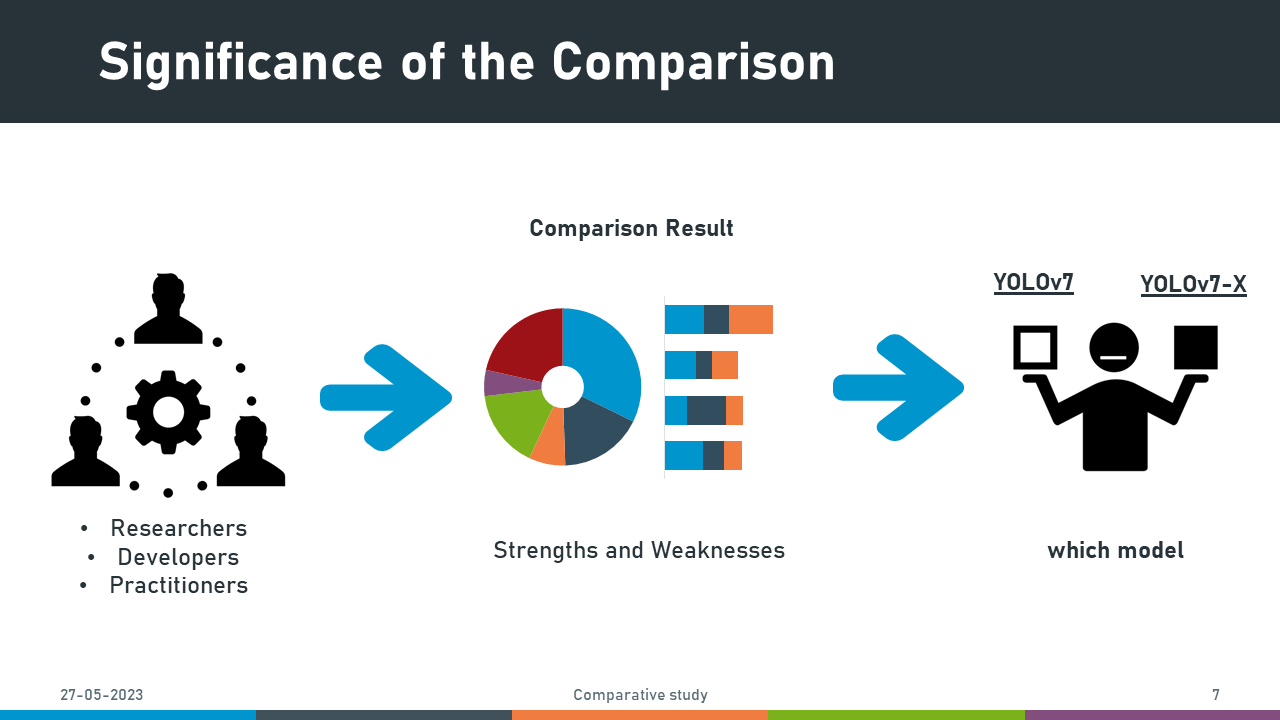 Significance of the Comparison
Comparison Result
YOLOv7
YOLOv7-X
• Researchers
• Developers
• Practitioners
Strengths and Weaknesses
which model
27-05-2023
Comparative study
7